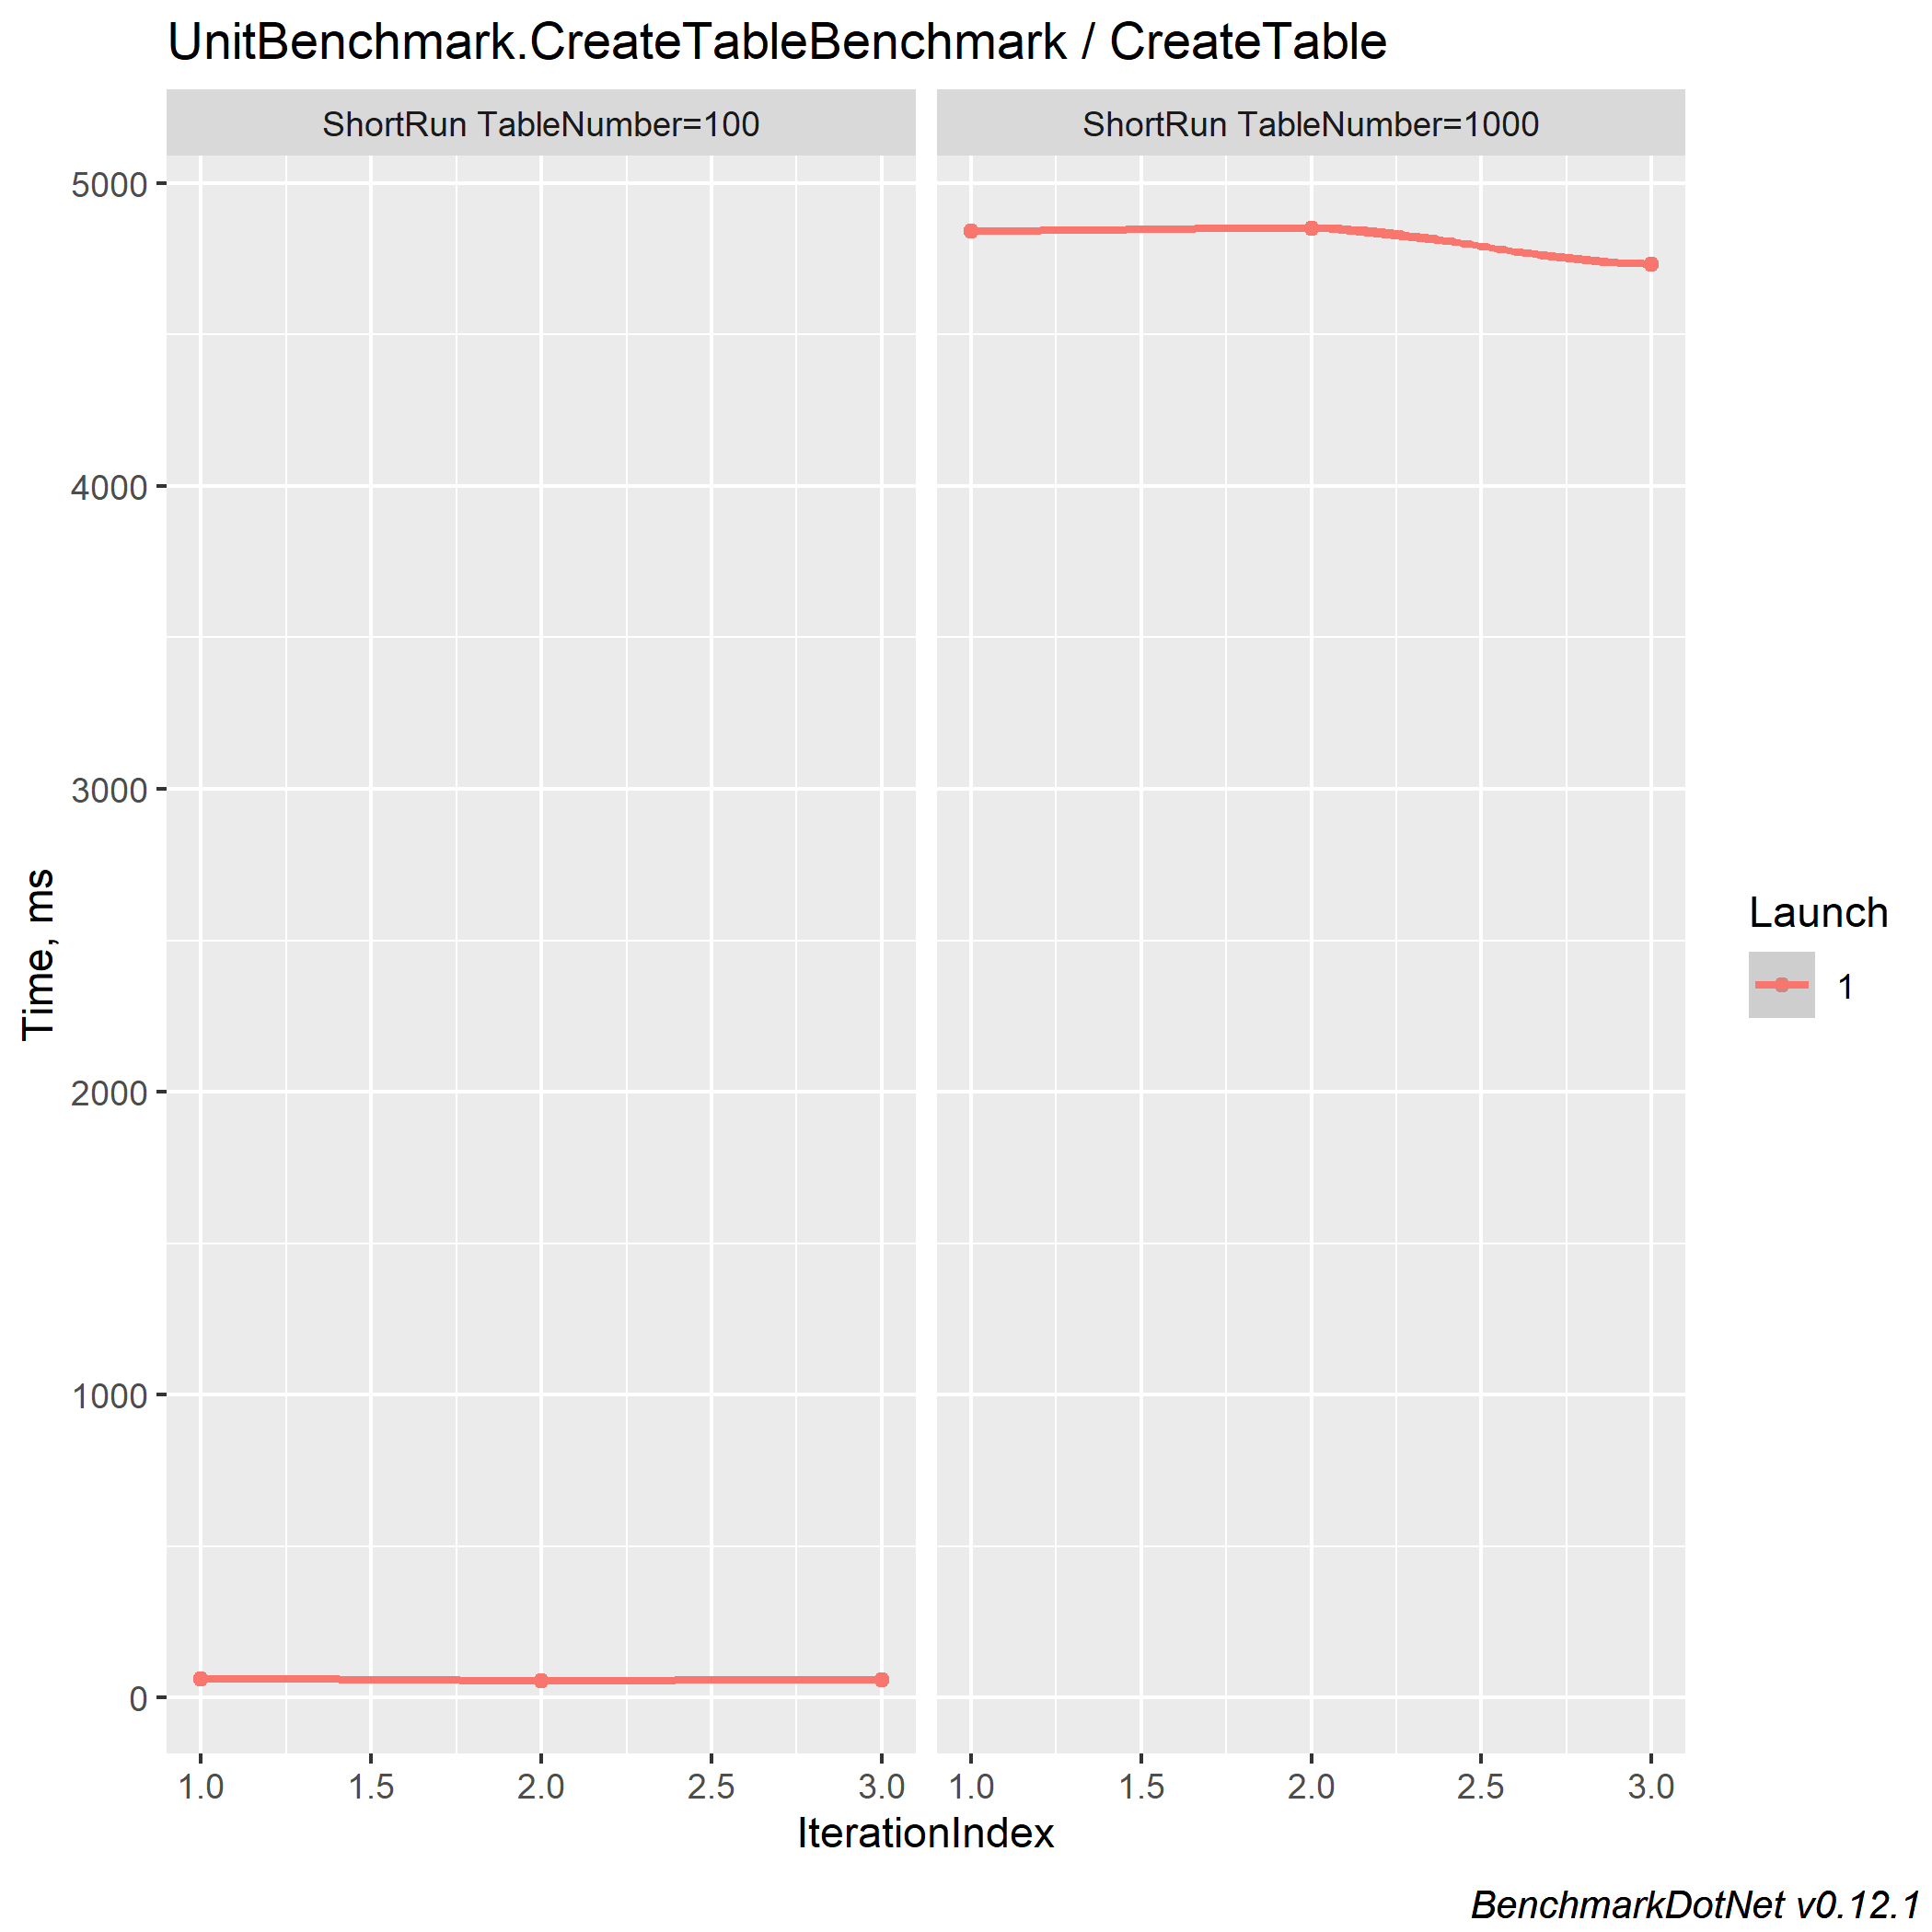 UnitBenchmark.CreateTableBenchmark / CreateTable
ShortRun TableNumber=100
ShortRun TableNumber=1000
Time, ms
5000
4000
3000
2000
1000
0
1.0 1.5 2.0 2.5 3.0
1.0 1.5 2.0 2.5 3.0
IterationIndex
Launch
1
BenchmarkDotNet v0.12.1